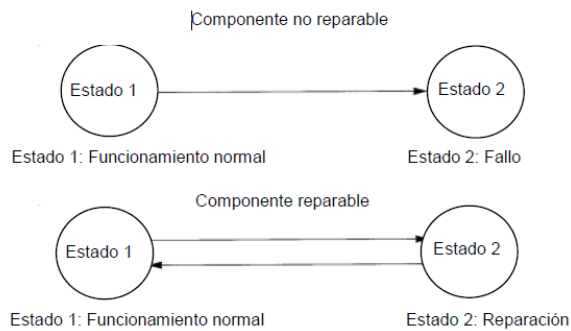 Componente no reparable
Estado 1
Estado 2
Estado 1: Funcionamiento normal
Estado 2: Fallo
Componente reparable
Estado 1
Estado 2
Estado 1: Funcionamiento normal
Estado 2: Reparación